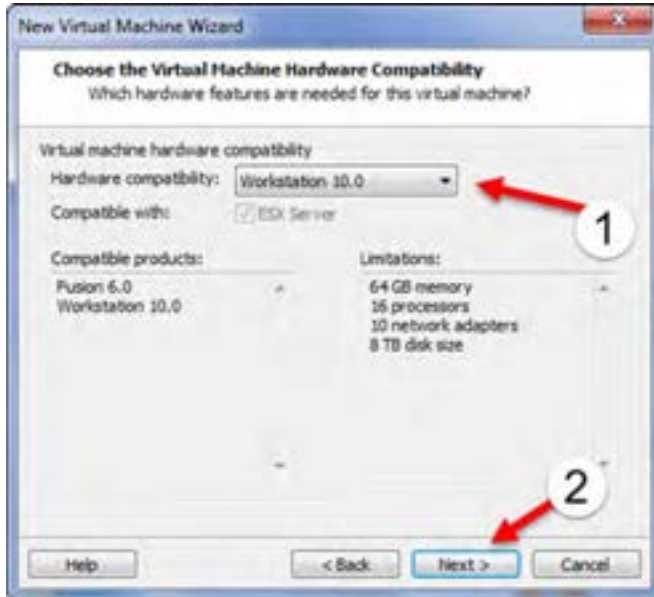 New Virtual Machine Wizard
Choose the Virtual Machine Hardware Compatibility
Which hardware features are needed for this virtual machine?
Virtual machine hardware compatibility
Hardware compatibility: Workstation 10.0
Compatible with: ESX Server
1
Compatible products: Limitations:
Fusion 6.0 64 GB memory
Workstation 10.0 16 processors
10 network adapters
8 TB disk size
2
Help < Back Next > Cancel